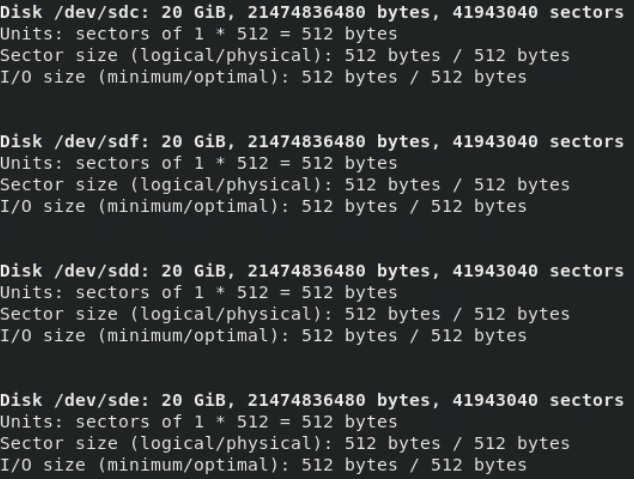 Disk /dev/sdc: 20 GiB, 21474836480 bytes, 41943040 sectors
Units: sectors of 1 * 512 = 512 bytes
Sector size (logical/physical): 512 bytes / 512 bytes
I/O size (minimum/optimal): 512 bytes / 512 bytes
Disk /dev/sdf: 20 GiB, 21474836480 bytes, 41943040 sectors
Units: sectors of 1 * 512 = 512 bytes
Sector size (logical/physical): 512 bytes / 512 bytes
I/O size (minimum/optimal): 512 bytes / 512 bytes
Disk /dev/sdd: 20 GiB, 21474836480 bytes, 41943040 sectors
Units: sectors of 1 * 512 = 512 bytes
Sector size (logical/physical): 512 bytes / 512 bytes
I/O size (minimum/optimal): 512 bytes / 512 bytes
Disk /dev/sde: 20 GiB, 21474836480 bytes, 41943040 sectors
Units: sectors of 1 * 512 = 512 bytes
Sector size (logical/physical): 512 bytes / 512 bytes
I/O size (minimum/optimal): 512 bytes / 512 bytes